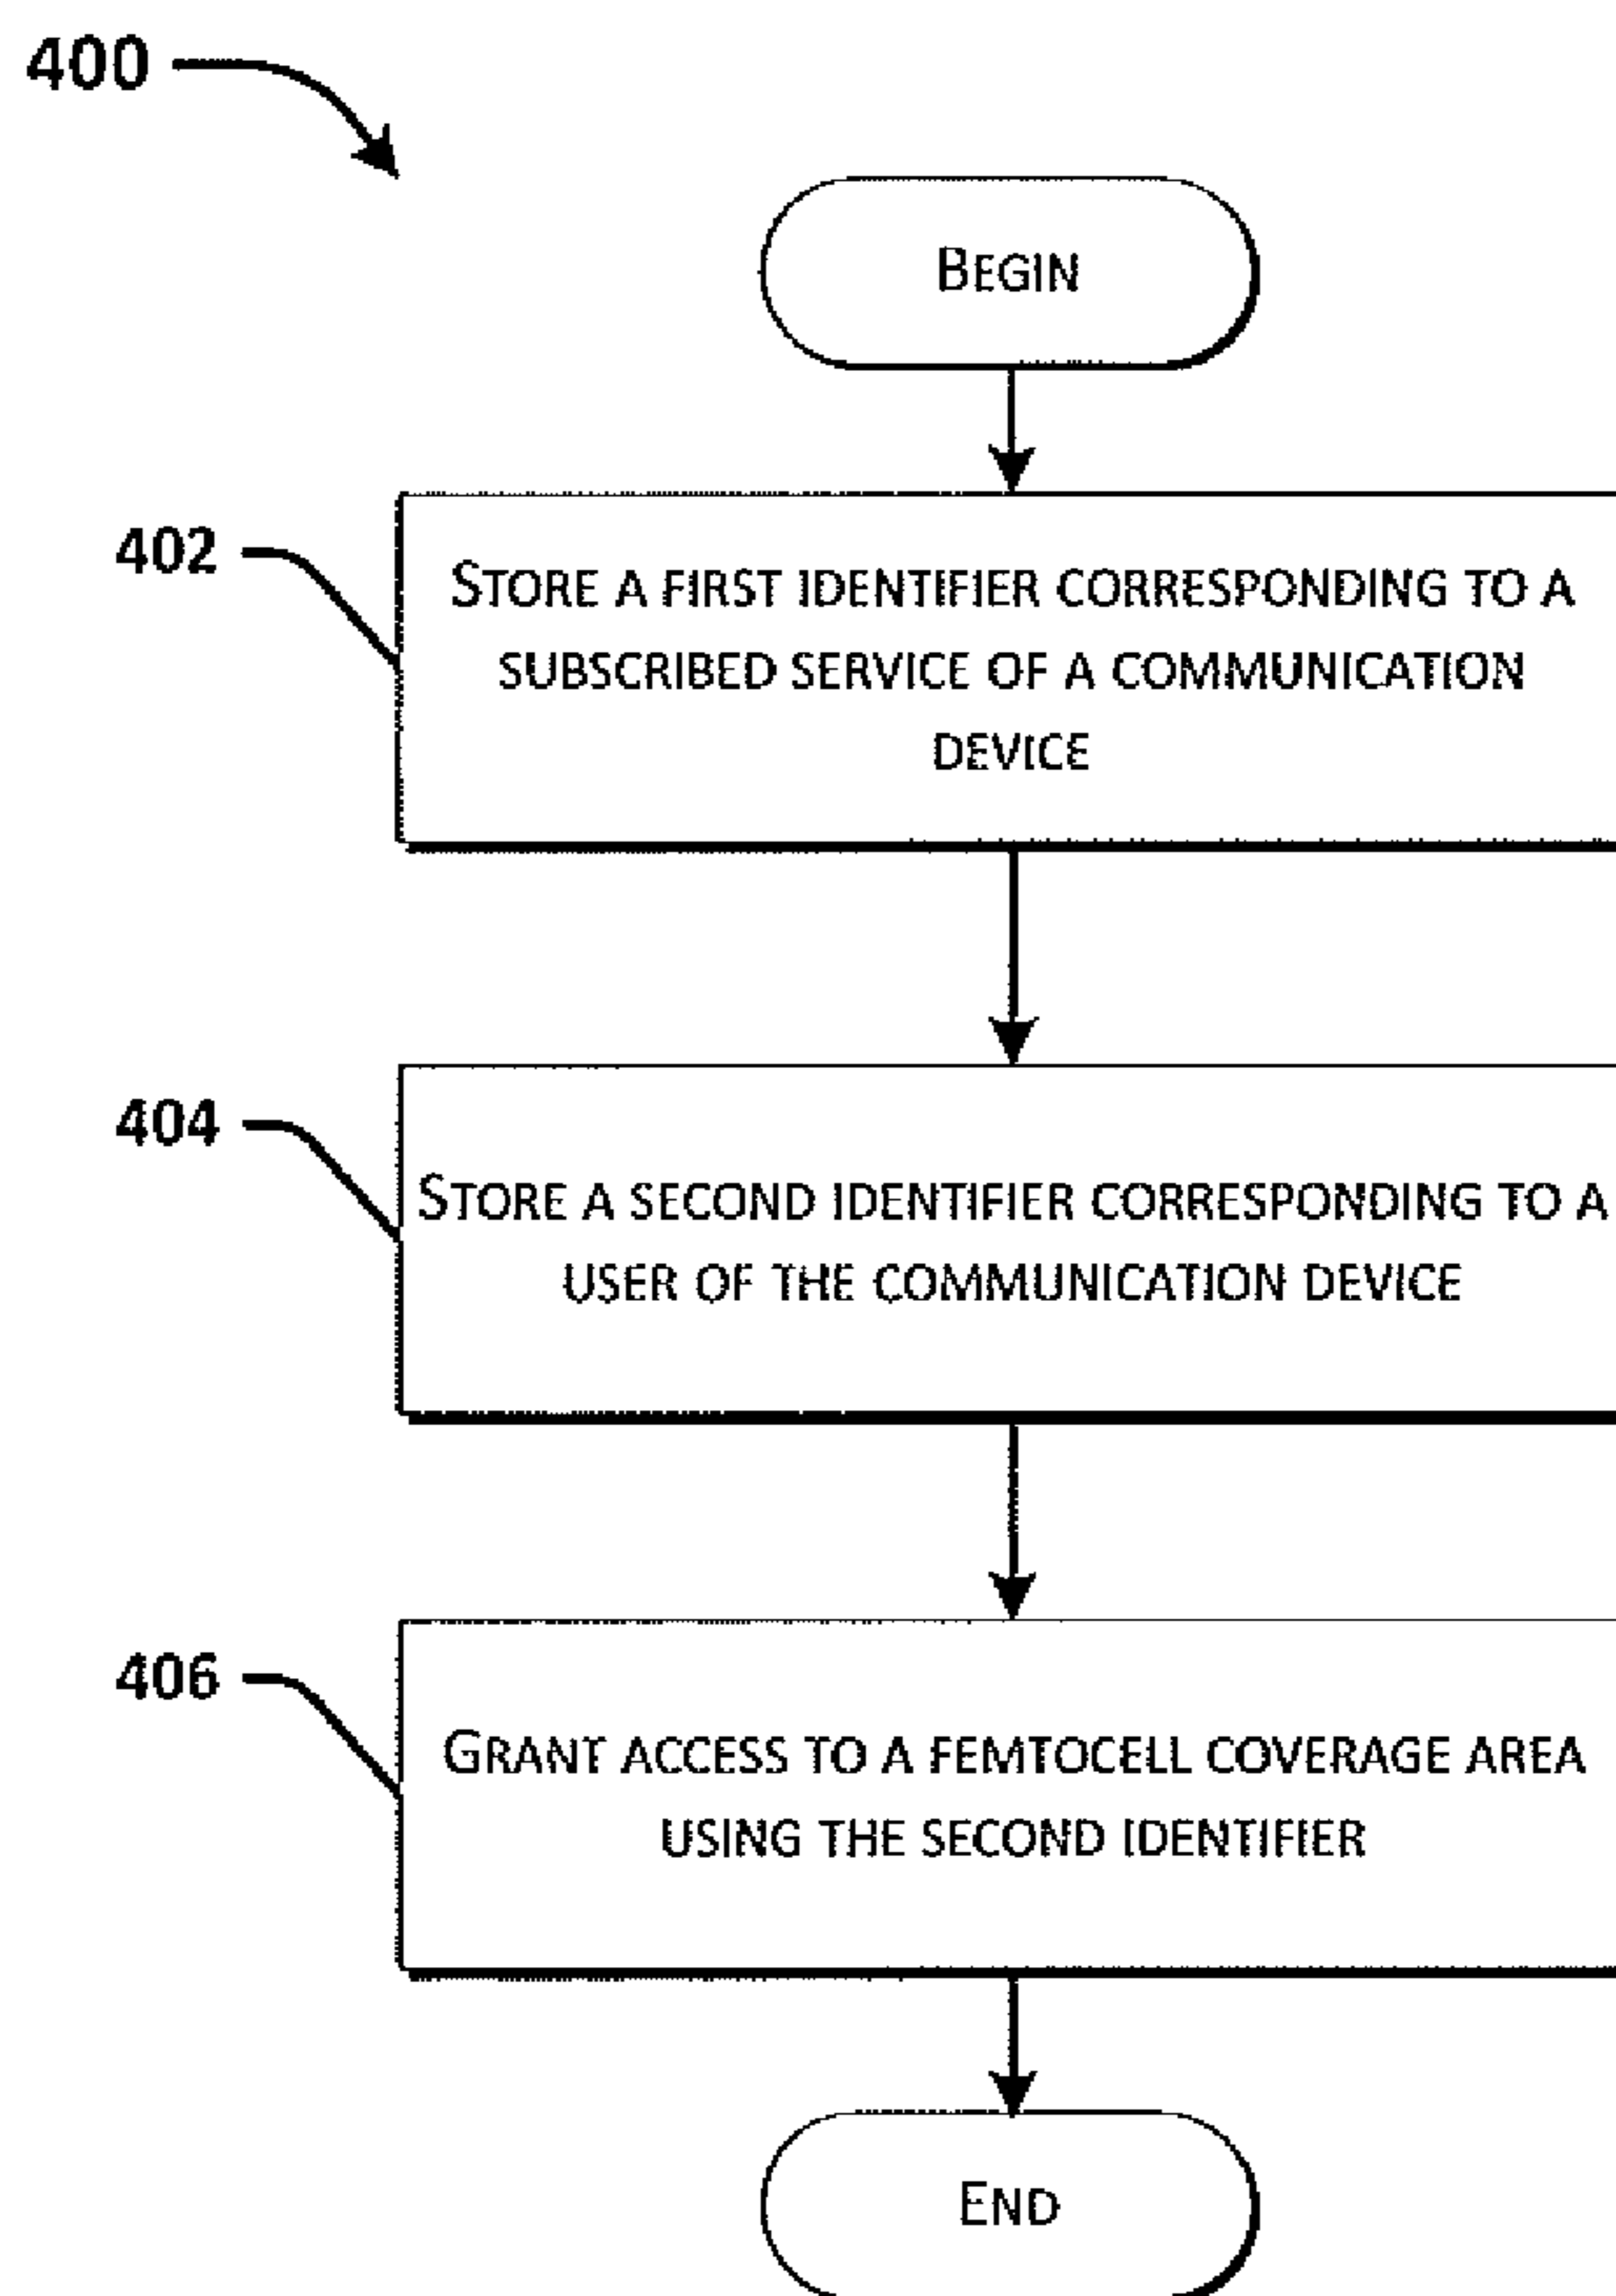 400
BEGIN
402
STORE A FIRST IDENTIFIER CORRESPONDING TO A
SUBSCRIBED SERVICE OF A COMMUNICATION
DEVICE
404
STORE A SECOND IDENTIFIER CORRESPONDING TO A
USER OF THE COMMUNICATION DEVICE
406
GRANT ACCESS TO A FEMTOCELL COVERAGE AREA
USING THE SECOND IDENTIFIER
END